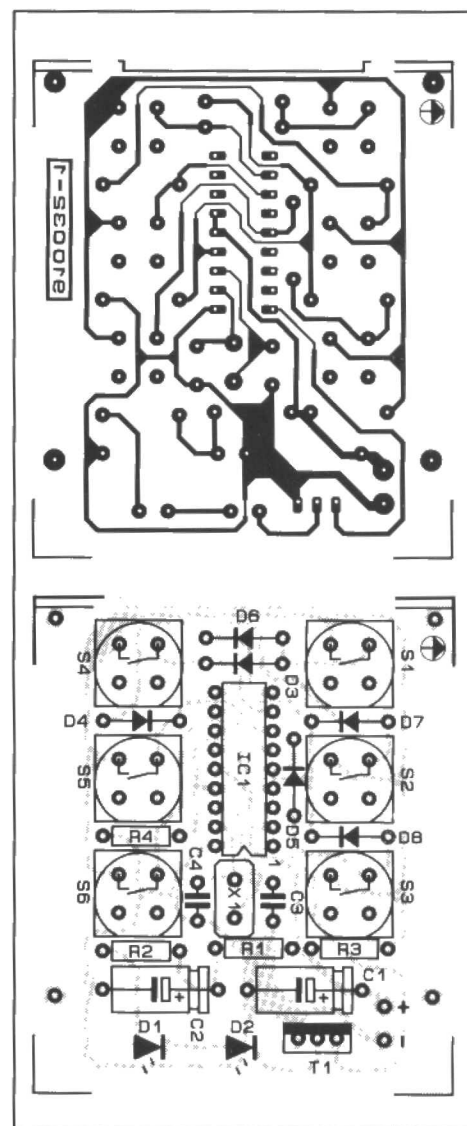 D6
S4
S1
D3
D4
D7
IC1
S5
S2
D5
R4
D8
1
C4
S6
X1
C3
S3
R2
R1
R3
C1
+
C2
+
+
D1
D2
-
T1